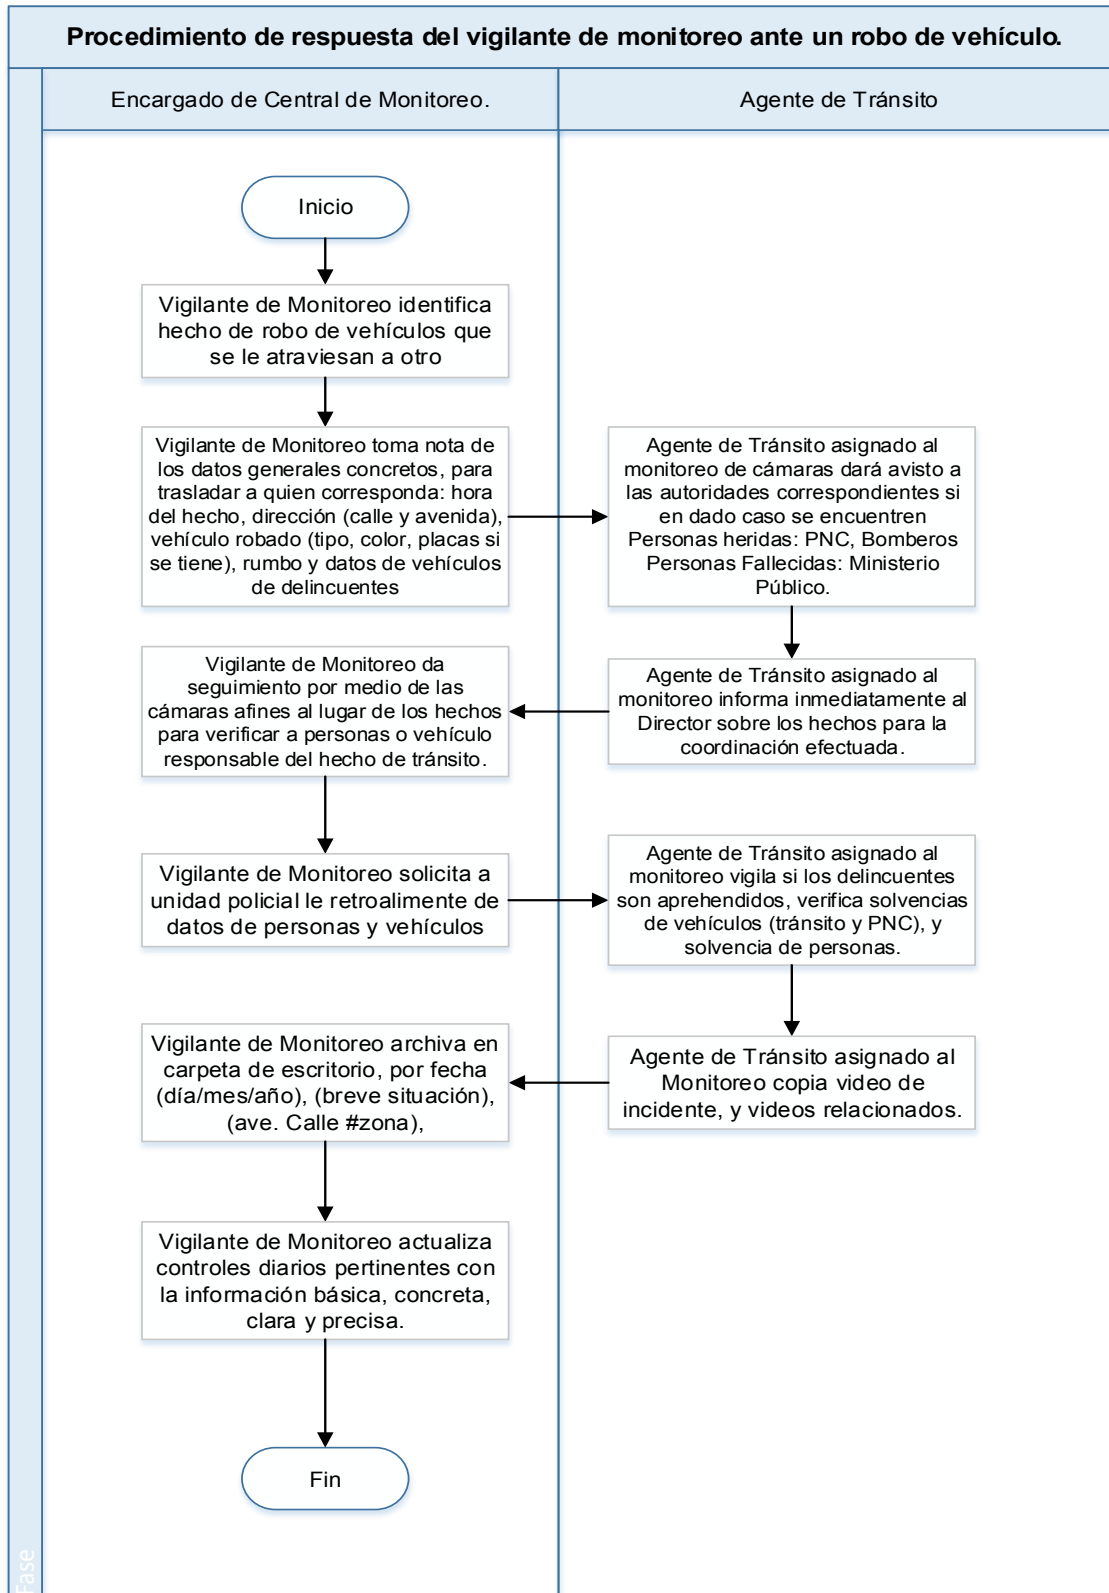 Procedimiento de respuesta del vigilante de monitoreo ante un robo de vehículo.
Encargado de Central de Monitoreo.
Agente de Tránsito
Inicio
Vigilante de Monitoreo identifica
hecho de robo de vehículos que
se le atraviesan a otro
Vigilante de Monitoreo toma nota de
los datos generales concretos, para
trasladar a quien corresponda: hora
del hecho, dirección (calle y avenida),
vehículo robado (tipo, color, placas si
se tiene), rumbo y datos de vehículos
de delincuentes
Agente de Tránsito asignado al
monitoreo de cámaras dará avisto a
las autoridades correspondientes si
en dado caso se encuentren
Personas heridas: PNC, Bomberos
Personas Fallecidas: Ministerio
Público.
Agente de Tránsito asignado al
monitoreo informa inmediatamente al
Director sobre los hechos para la
coordinación efectuada.
Vigilante de Monitoreo da
seguimiento por medio de las
cámaras afines al lugar de los hechos
para verificar a personas o vehículo
responsable del hecho de tránsito.
Vigilante de Monitoreo solicita a
unidad policial le retroalimente de
datos de personas y vehículos
Agente de Tránsito asignado al
monitoreo vigila si los delincuentes
son aprehendidos, verifica solvencias
de vehículos (tránsito y PNC), y
solvencia de personas.
Agente de Tránsito asignado al
Monitoreo copia video de
incidente, y videos relacionados.
Vigilante de Monitoreo archiva en
carpeta de escritorio, por fecha
(día/mes/año), (breve situación),
(ave. Calle #zona),
Vigilante de Monitoreo actualiza
controles diarios pertinentes con
la información básica, concreta,
clara y precisa.
Fin
Fase